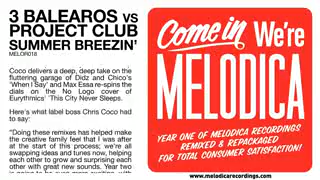 3 BALEAROS vs
PROJECT CLUB
SUMMER BREEZIN'
MELOR018
Coco delivers a deep, deep take on the
fluttering garage of Didz and Chico's
'When I Say' and Max Essa re-spins the
dials on the No Logo cover of
Eurythmics' 'This City Never Sleeps.
Here's what label boss Chris Coco had
to say:
"Doing these remixes has helped make
the creative family feel that I was after
at the start of this process; we're all
swapping ideas and tunes now, helping
each other to grow and surprising each
other with great new sounds. Year two
Come in We're
MELODICA
YEAR ONE OF MELODICA RECORDINGS
REMIXED & REPACKAGED
FOR TOTAL CONSUMER SATISFACTION!
www.melodicarecordings.com